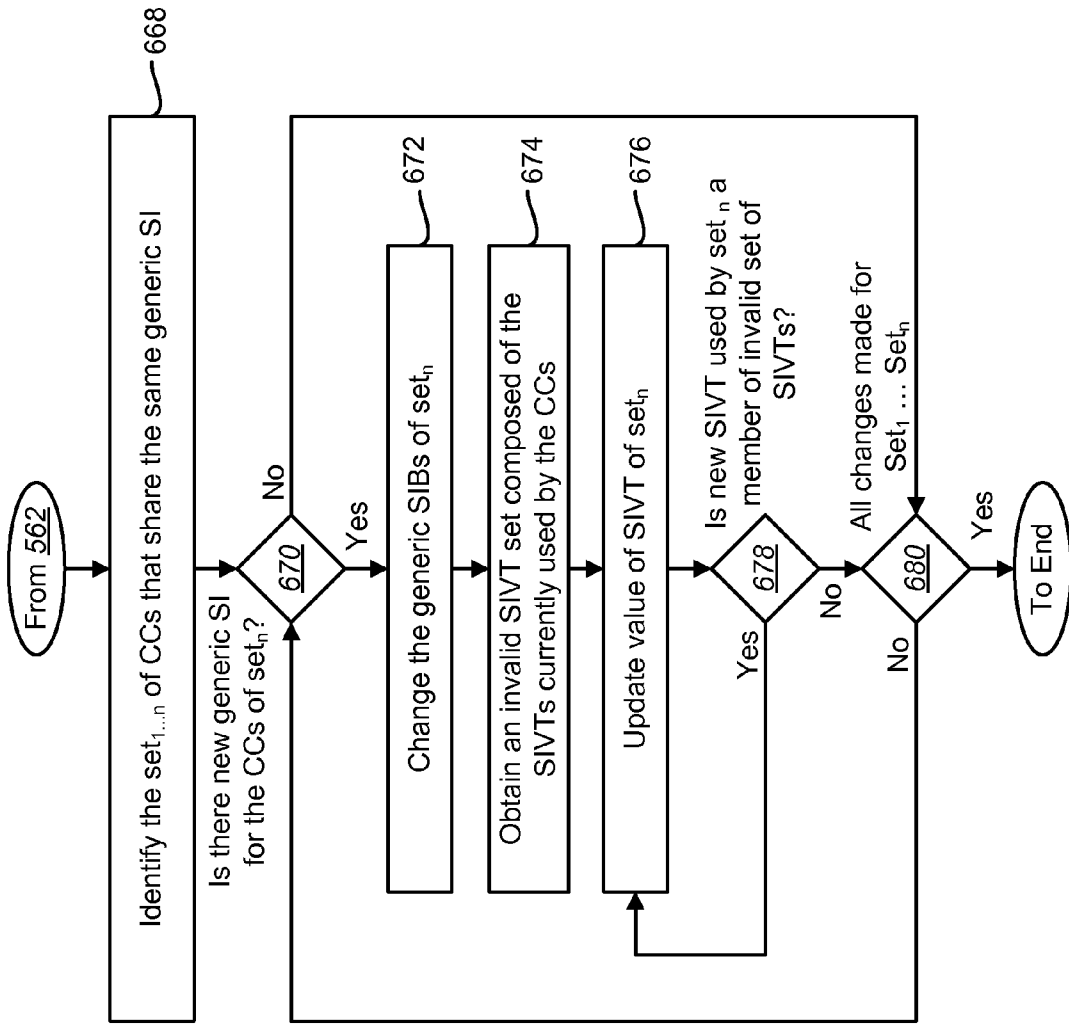 From 562
Identify the set1...n of CCs that share the same generic SI
668
Is there new generic SI
for the CCs of setn?
670
No
Yes
Change the generic SIBs of setn
672
Obtain an invalid SIVT set composed of the
SIVTs currently used by the CCs
674
Update value of SIVT of setn
676
Is new SIVT used by set n a
member of invalid set of
SIVTs?
678
Yes
No
All changes made for
Set1 ... Setn
680
No
Yes
To End